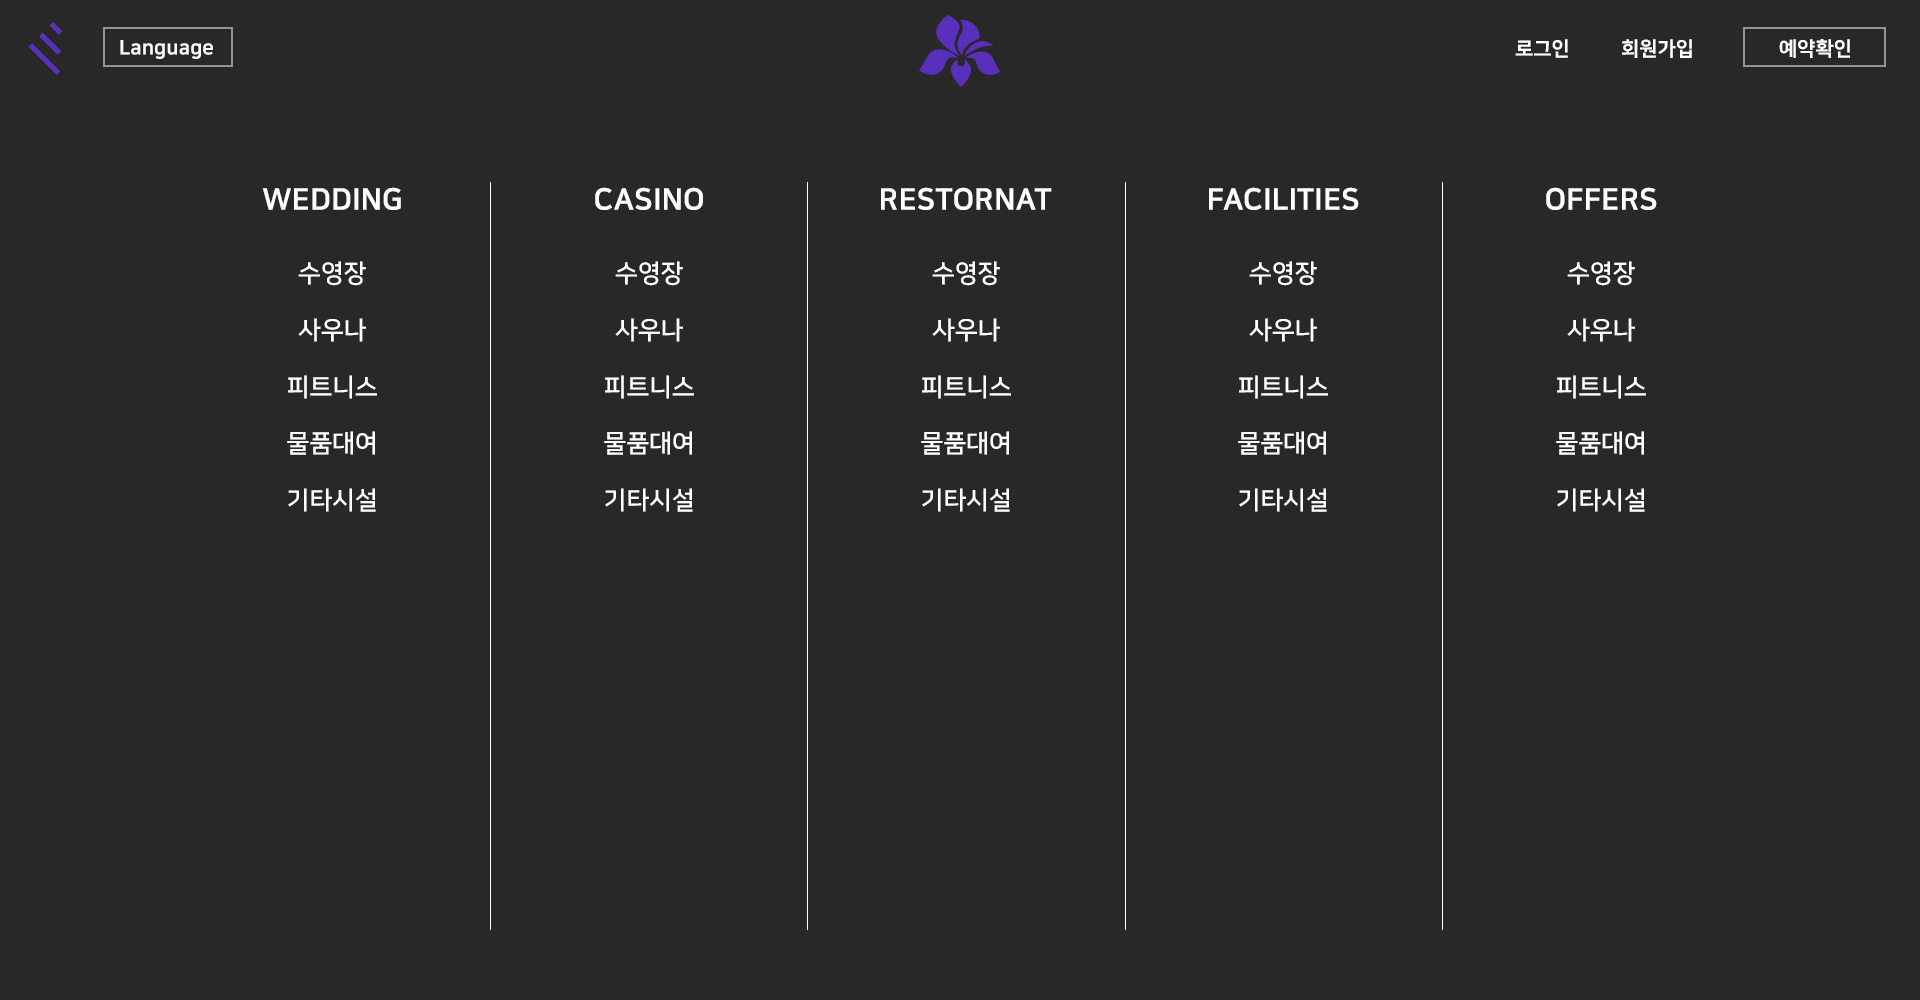 Language
로그인
회원가입
예약확인
WEDDING
수영장
사우나
피트니스
물품대여
기타시설
CASINO
수영장
사우나
피트니스
물품대여
기타시설
RESTORNAT
수영장
사우나
피트니스
물품대여
기타시설
FACILITIES
수영장
사우나
피트니스
물품대여
기타시설
OFFERS
수영장
사우나
피트니스
물품대여
기타시설